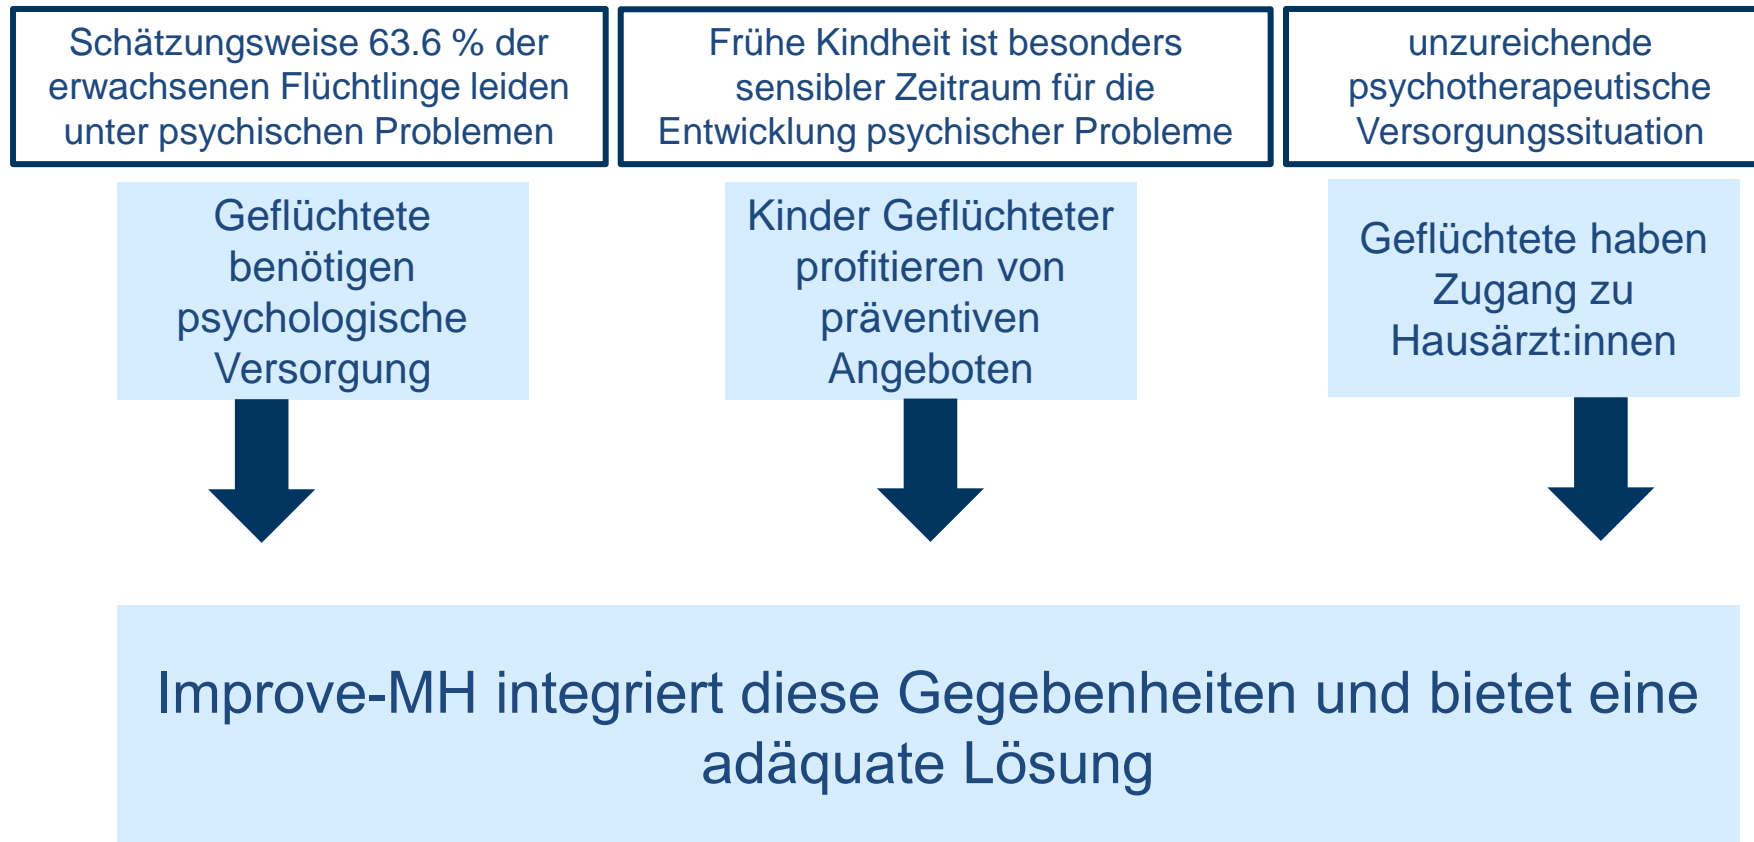 Schätzungsweise 63.6 % der
erwachsenen Flüchtlinge leiden
unter psychischen Problemen
Frühe Kindheit ist besonders
sensibler Zeitraum für die
Entwicklung psychischer Probleme
unzureichende
psychotherapeutische
Versorgungssituation
Geflüchtete
benötigen
psychologische
Versorgung
Kinder Geflüchteter
profitieren von
präventiven
Angeboten
Geflüchtete haben
Zugang zu
Hausärzt:innen
Improve-MH integriert diese Gegebenheiten und bietet eine
adäquate Lösung